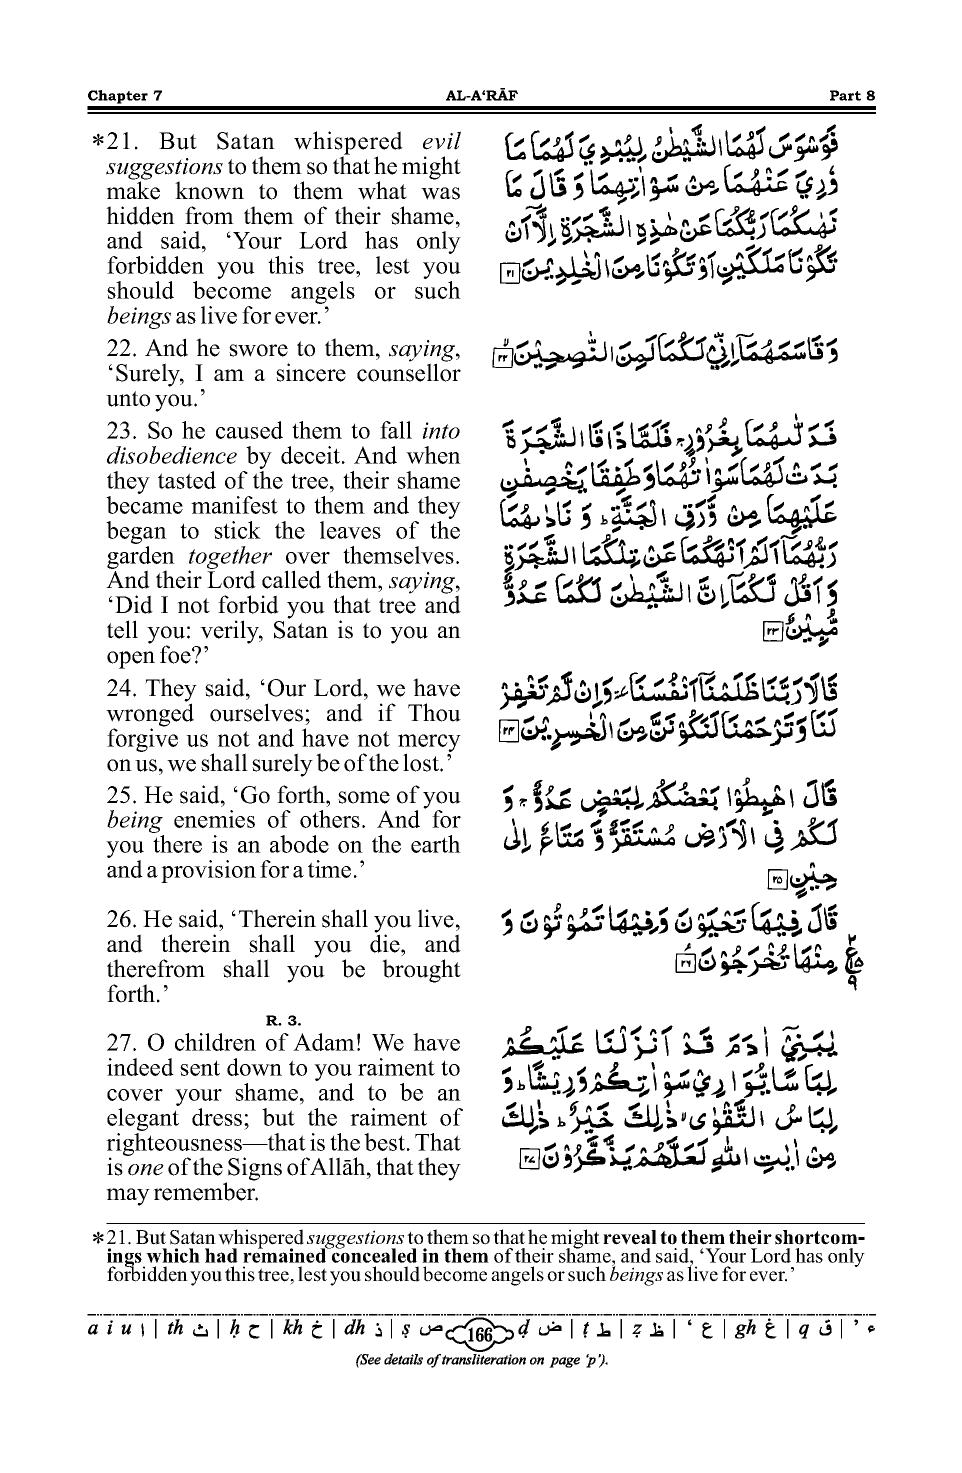 Chapter 7 AL-A‘RĀF Part 8
*21. But Satan whispered evil
suggestions to them so that he might
make known to them what was
hidden from them of their shame,
and said, ‘Your Lord has only
forbidden you this tree, lest you
should become angels or such
beings as live for ever.’
فَوَسْوَسَ لَهُمَا الشَّيْطٰنُ لِيُبْدِيَ لَهُمَا مَا
وٗرِيَ عَنْهُمَا مِنْ سَوْاٰتِهِمَا وَ قَالَ مَا
نَهٰىكُمَا رَبُّكُمَا عَنْ هٰذِهِ الشَّجَرَةِ اِلَّاۤ اَنْ
تَكُوْنَا مَلَكَيْنِ اَوْ تَكُوْنَا مِنَ الْخٰلِدِيْنَ ۲۱
22. And he swore to them, saying,
‘Surely, I am a sincere counsellor
unto you.’
وَ قَاسَمَهُمَاۤ اِنِّيْ لَكُمَا لَمِنَ النّٰصِحِيْنَ ۲۲
23. So he caused them to fall into
disobedience by deceit. And when
they tasted of the tree, their shame
became manifest to them and they
began to stick the leaves of the
garden together over themselves.
And their Lord called them, saying,
‘Did I not forbid you that tree and
tell you: verily, Satan is to you an
open foe?’
فَدَلّٰىهُمَا بِغُرُوْرٍ ۚ فَلَمَّا ذَاقَا الشَّجَرَةَ
بَدَتْ لَهُمَا سَوْاٰتُهُمَا وَ طَفِقَا يَخْصِفٰنِ
عَلَيْهِمَا مِنْ وَّرَقِ الْجَنَّةِ ؕ وَ نَادٰىهُمَا
رَبُّهُمَاۤ اَلَمْ اَنْهَكُمَا عَنْ تِلْكُمَا الشَّجَرَةِ
وَ اَقُلْ لَّكُمَاۤ اِنَّ الشَّيْطٰنَ لَكُمَا عَدُوٌّ
مُّبِيْنٌ ۲۳
24. They said, ‘Our Lord, we have
wronged ourselves; and if Thou
forgive us not and have not mercy
on us, we shall surely be of the lost.’
قَالَا رَبَّنَا ظَلَمْنَاۤ اَنْفُسَنَا ٚ وَ اِنْ لَّمْ تَغْفِرْ
لَنَا وَ تَرْحَمْنَا لَنَكُوْنَنَّ مِنَ الْخٰسِرِيْنَ ۲۴
25. He said, ‘Go forth, some of you
being enemies of others. And for
you there is an abode on the earth
and a provision for a time.’
قَالَ اهْبِطُوْا بَعْضُكُمْ لِبَعْضٍ عَدُوٌّ ۚ وَ
لَكُمْ فِي الْاَرْضِ مُسْتَقَرٌّ وَّ مَتَاعٌ اِلٰى
حِيْنٍ ۲۵
26. He said, ‘Therein shall you live,
and therein shall you die, and
therefrom shall you be brought
forth.’
قَالَ فِيْهَا تَحْيَوْنَ وَ فِيْهَا تَمُوْتُوْنَ وَ
مِنْهَا تُخْرَجُوْنَ ۲۶
R. 3.
27. O children of Adam! We have
indeed sent down to you raiment to
cover your shame, and to be an
elegant dress; but the raiment of
righteousness—that is the best. That
is one of the Signs of Allāh, that they
may remember.
يٰبَنِيْۤ اٰدَمَ قَدْ اَنْزَلْنَا عَلَيْكُمْ
لِبَاسًا يُّوَارِيْ سَوْاٰتِكُمْ وَ رِيْشًا ؕ وَ
لِبَاسُ التَّقْوٰى ۙ ذٰلِكَ خَيْرٌ ؕ ذٰلِكَ
مِنْ اٰيٰتِ اللّٰهِ لَعَلَّهُمْ يَذَّكَّرُوْنَ ۲۷
*21. But Satan whispered suggestions to them so that he might reveal to them their shortcom-
ings which had remained concealed in them of their shame, and said, ‘Your Lord has only
forbidden you this tree, lest you should become angels or such beings as live for ever.’
a i u ا | th ث | ḥ ح | kh خ | dh ذ | ṣ ص 166 ḍ ض | ṭ ط | ẓ ظ | ‘ ع | gh غ | q ق | ’ ء
(See details of transliteration on page ‘p’).